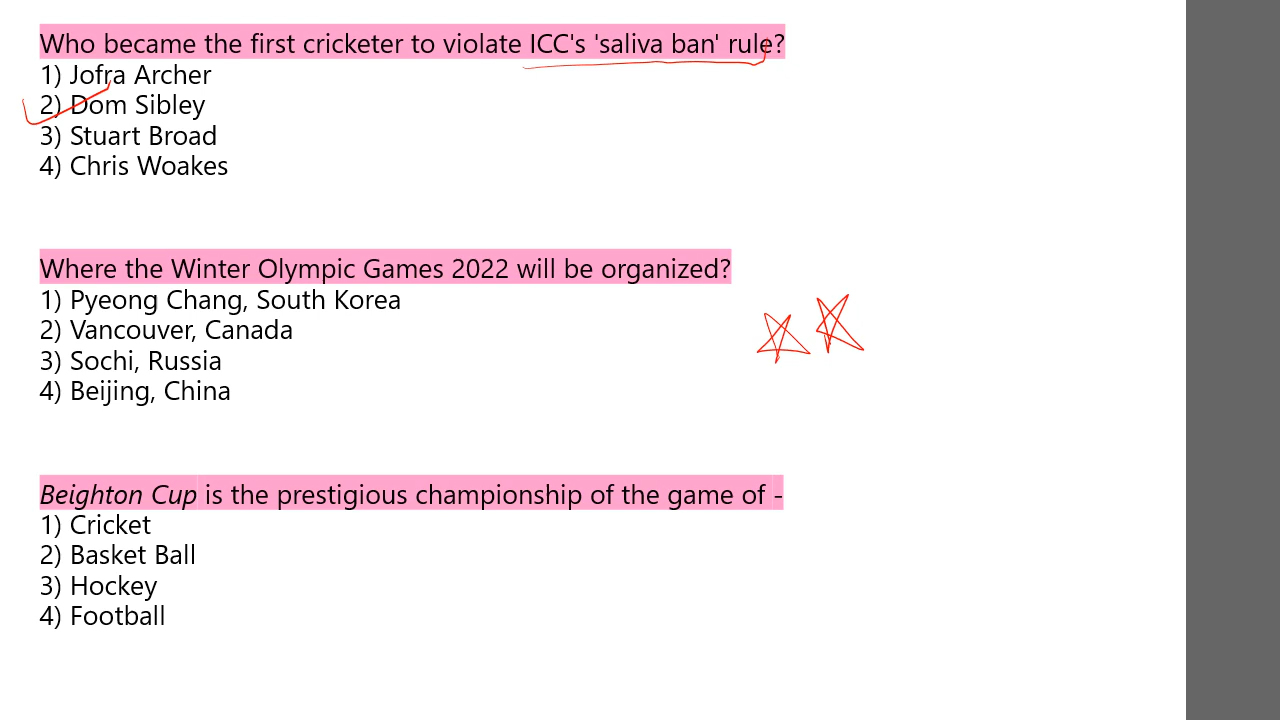 Who became the first cricketer to violate ICC's 'saliva ban' rule?
1) Jofra Archer
2) Dom Sibley
3) Stuart Broad
4) Chris Woakes
Where the Winter Olympic Games 2022 will be organized?
1) Pyeong Chang, South Korea
2) Vancouver, Canada
3) Sochi, Russia
4) Beijing, China
Beighton Cup is the prestigious championship of the game of -
1) Cricket
2) Basket Ball
3) Hockey
4) Football